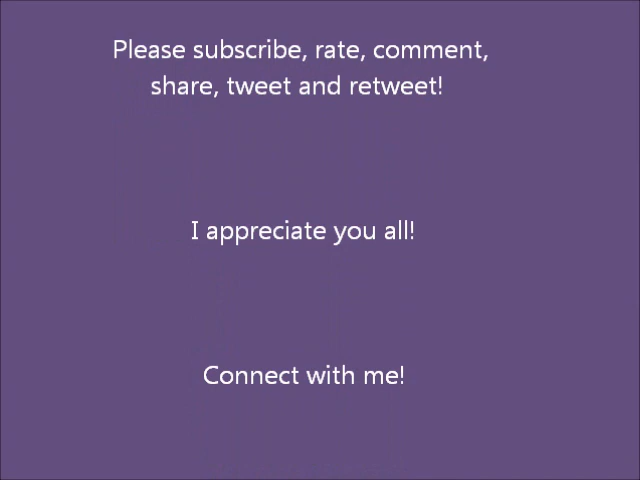 Please subscribe, rate, comment,
share, tweet and retweet!
I appreciate you all!
Connect with me!